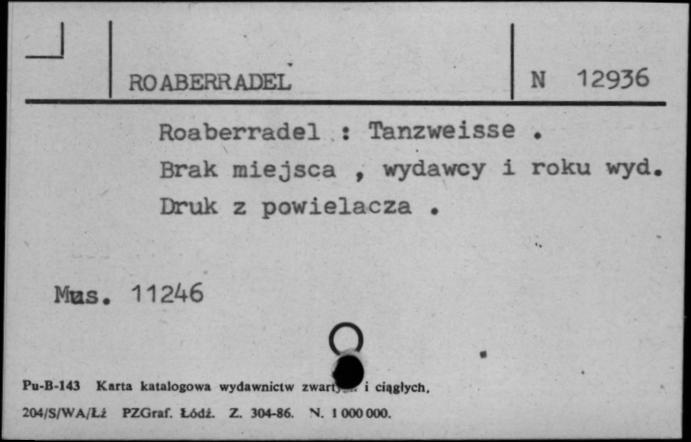 ROABERRADEL N 12936
Roaberradel : Tanzweisse .
Brak miejsca , wydawcy i roku wyd.
Druk z powielacza .
Mus. 11246
Pu-B-143 Karta katalogowa wydawnictw i ciągłych.
204/S/WA/Łź PZGraf. Łódź. Z. 304-86. N. 1 000 000.